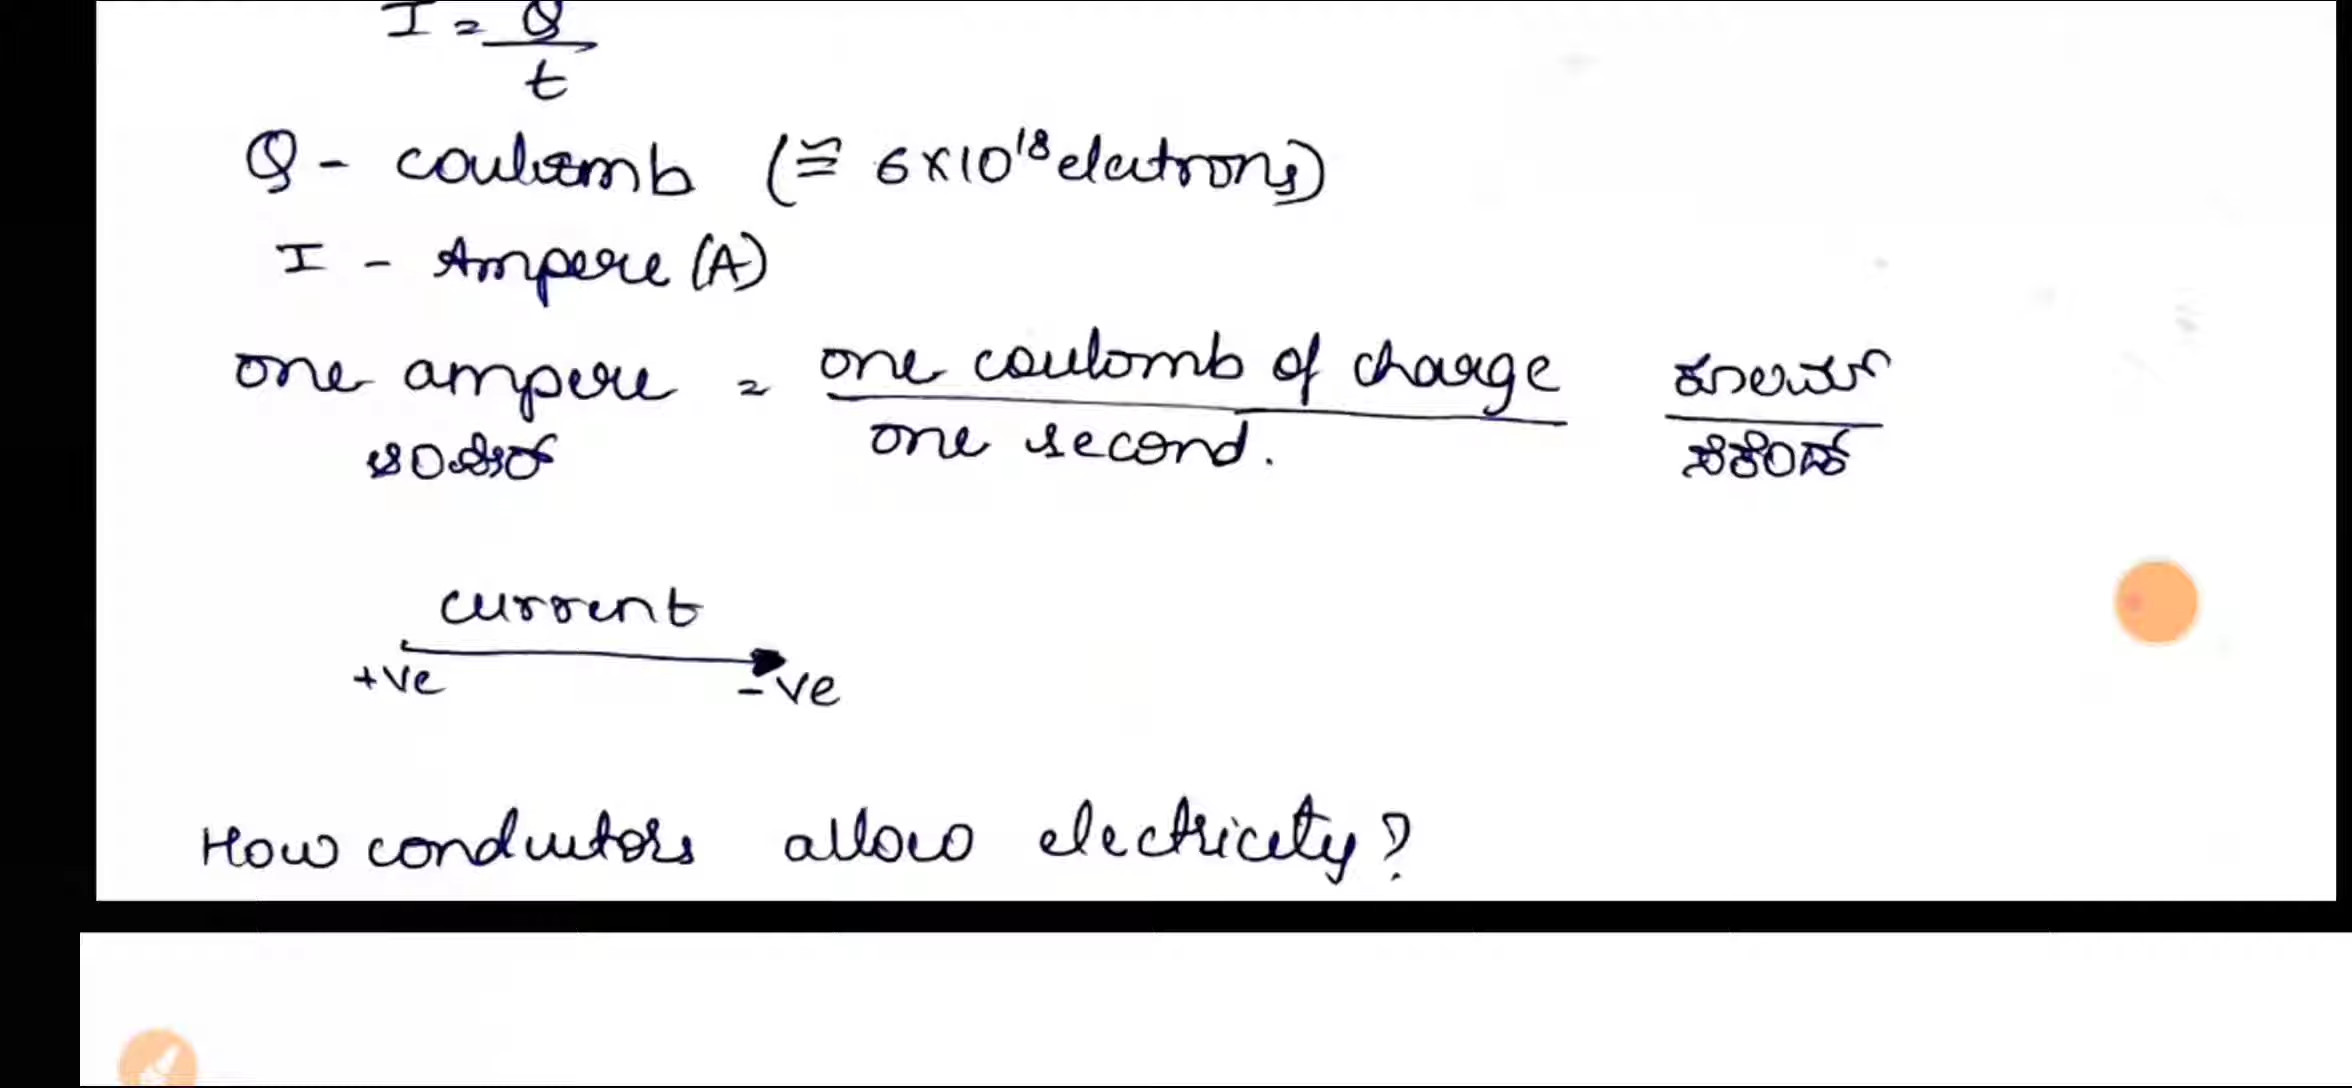 I = Q
t
Q - coulomb (≅ 6×10¹⁸ electrons)
I - Ampere (A)
one ampere = one coulomb of charge ಕೂಲಮ್
ಆಂಪೇರ್ one second. ಸೆಕೆಂಡ್
current
+ve -ve
How conductors allow electricity?